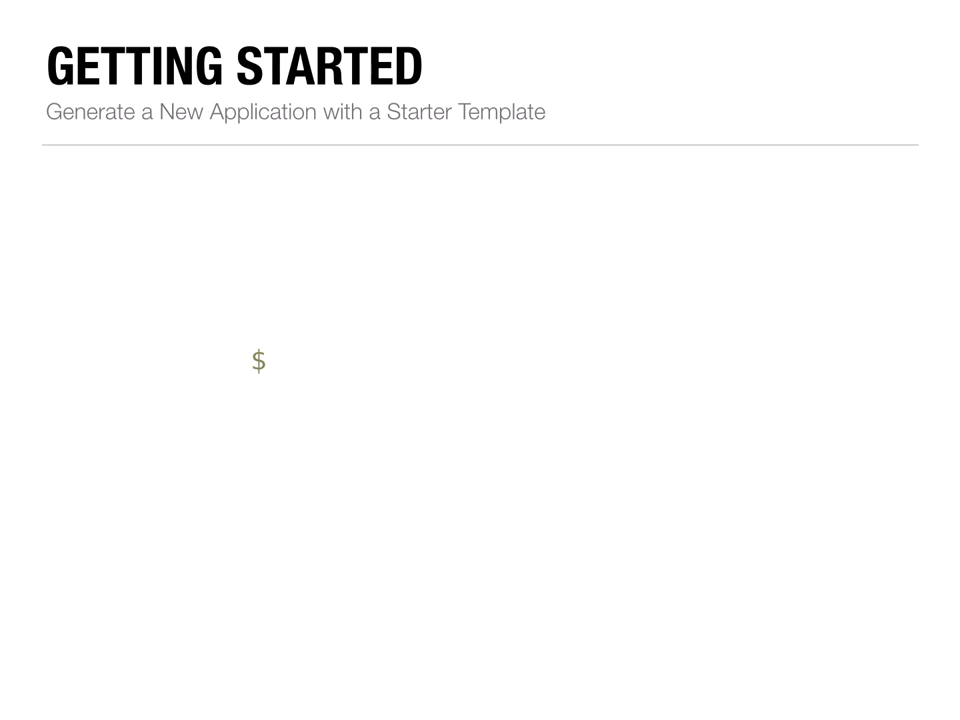 GETTING STARTED
Generate a New Application with a Starter Template
$